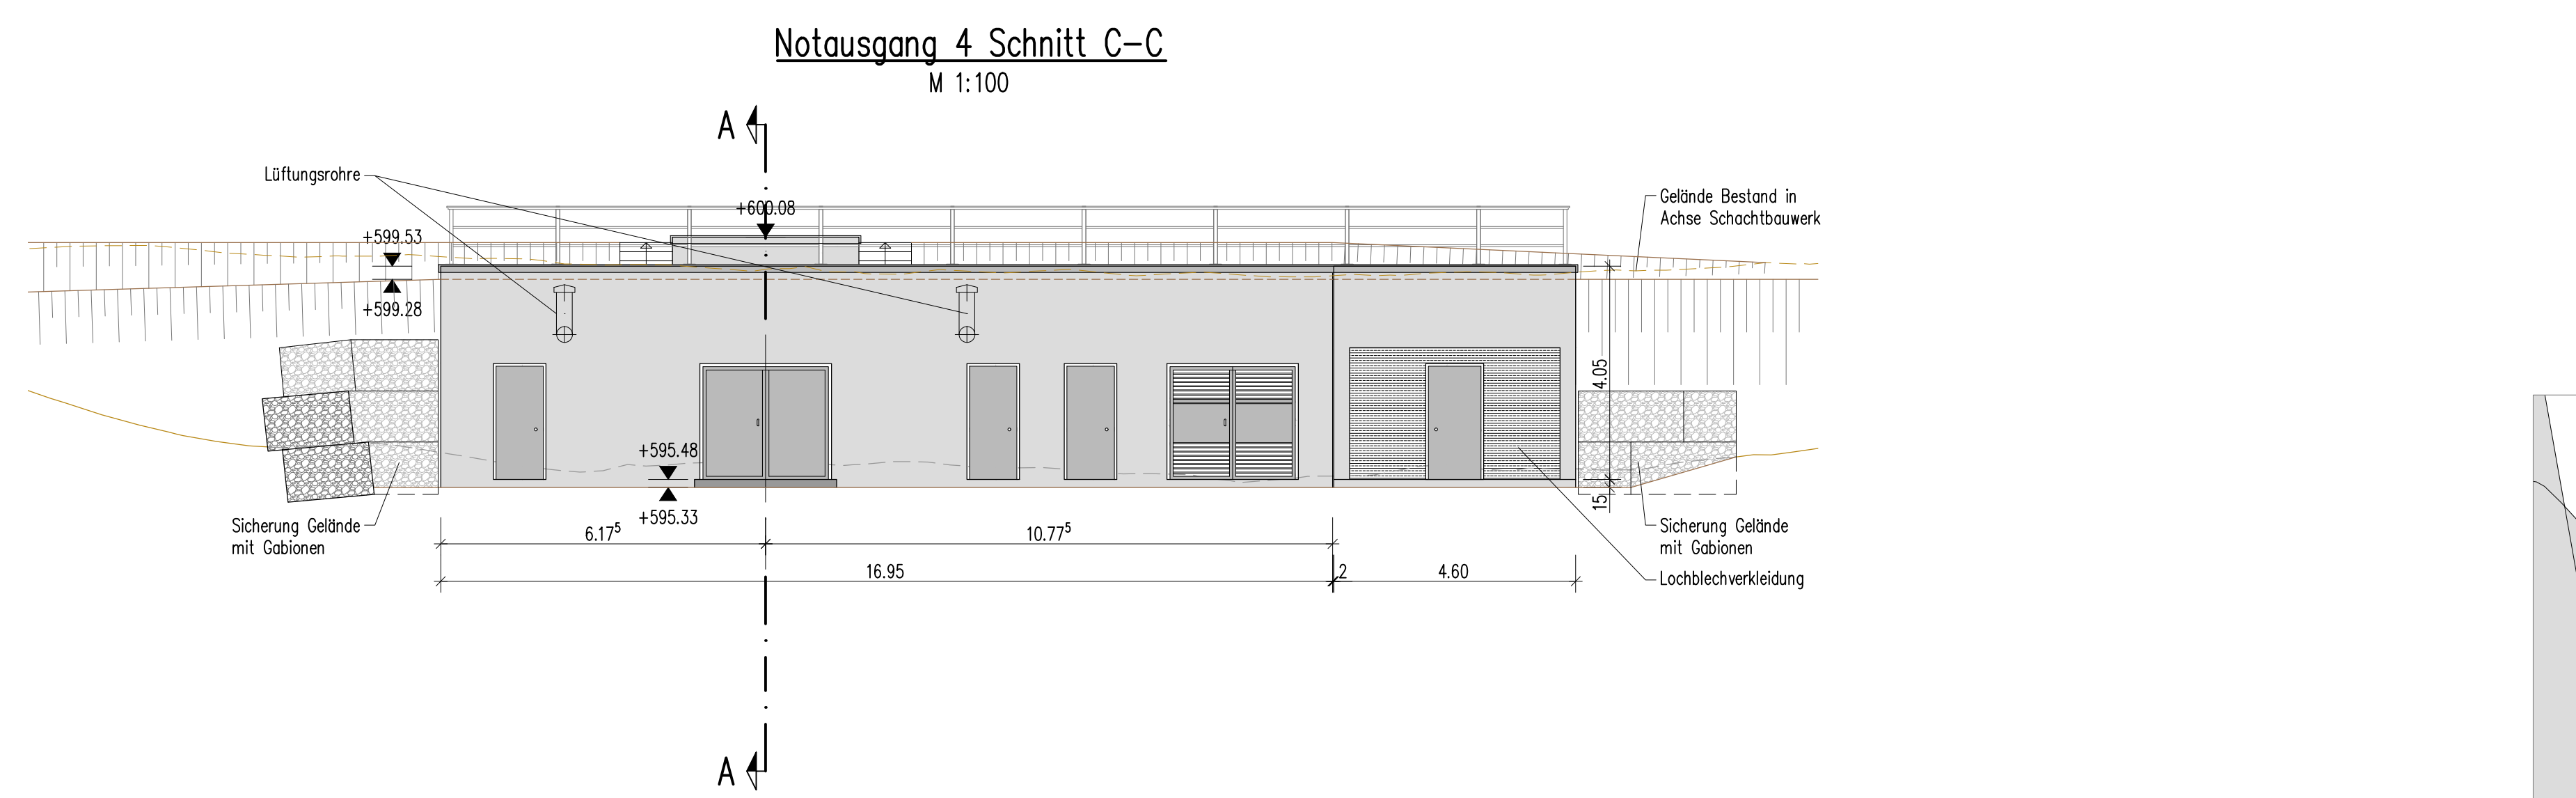 Notausgang 4 Schnitt C-C
M 1:100
A
Lüftungsrohre
+600.08
Gelände Bestand in
Achse Schachtbauwerk
+599.53
+599.28
4.05
+595.48
15
+595.33
Sicherung Gelände
mit Gabionen
6.17⁵
10.77⁵
Sicherung Gelände
mit Gabionen
16.95
2
4.60
Lochblechverkleidung
A